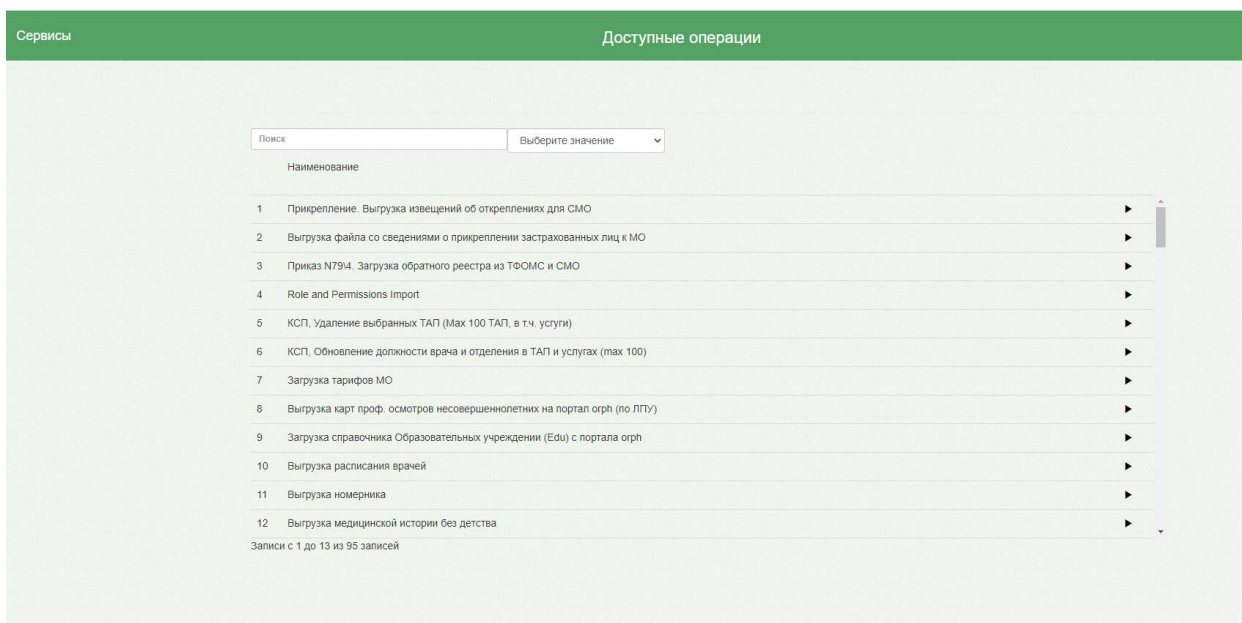 Сервисы
Доступные операции
Поиск
Выберите значение
Наименование
1 Прикрепление. Выгрузка извещений об откреплениях для СМО
2 Выгрузка файла со сведениями о прикреплении застрахованных лиц к МО
3 Приказ N79\4. Загрузка обратного реестра из ТФОМС и СМО
4 Role and Permissions Import
5 КСП, Удаление выбранных ТАП (Max 100 ТАП, в т.ч. усгуги)
6 КСП, Обновление должности врача и отделения в ТАП и услугах (max 100)
7 Загрузка тарифов МО
8 Выгрузка карт проф. осмотров несовершеннолетних на портал orph (по ЛПУ)
9 Загрузка справочника Образовательных учреждении (Edu) с портала orph
10 Выгрузка расписания врачей
11 Выгрузка номерника
12 Выгрузка медицинской истории без детства
Записи с 1 до 13 из 95 записей